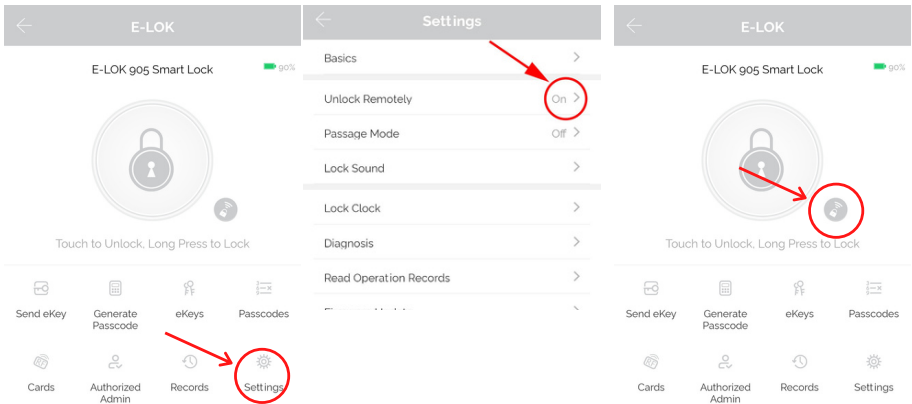 E-LOK
E-LOK 905 Smart Lock
90%
Touch to Unlock, Long Press to Lock
Send eKey
Generate
Passcode
eKeys
Passcodes
Cards
Authorized
Admin
Records
Settings
Settings
Basics
Unlock Remotely
On
Passage Mode
Off
Lock Sound
Lock Clock
Diagnosis
Read Operation Records
E-LOK
E-LOK 905 Smart Lock
90%
Touch to Unlock, Long Press to Lock
Send eKey
Generate
Passcode
eKeys
Passcodes
Cards
Authorized
Admin
Records
Settings